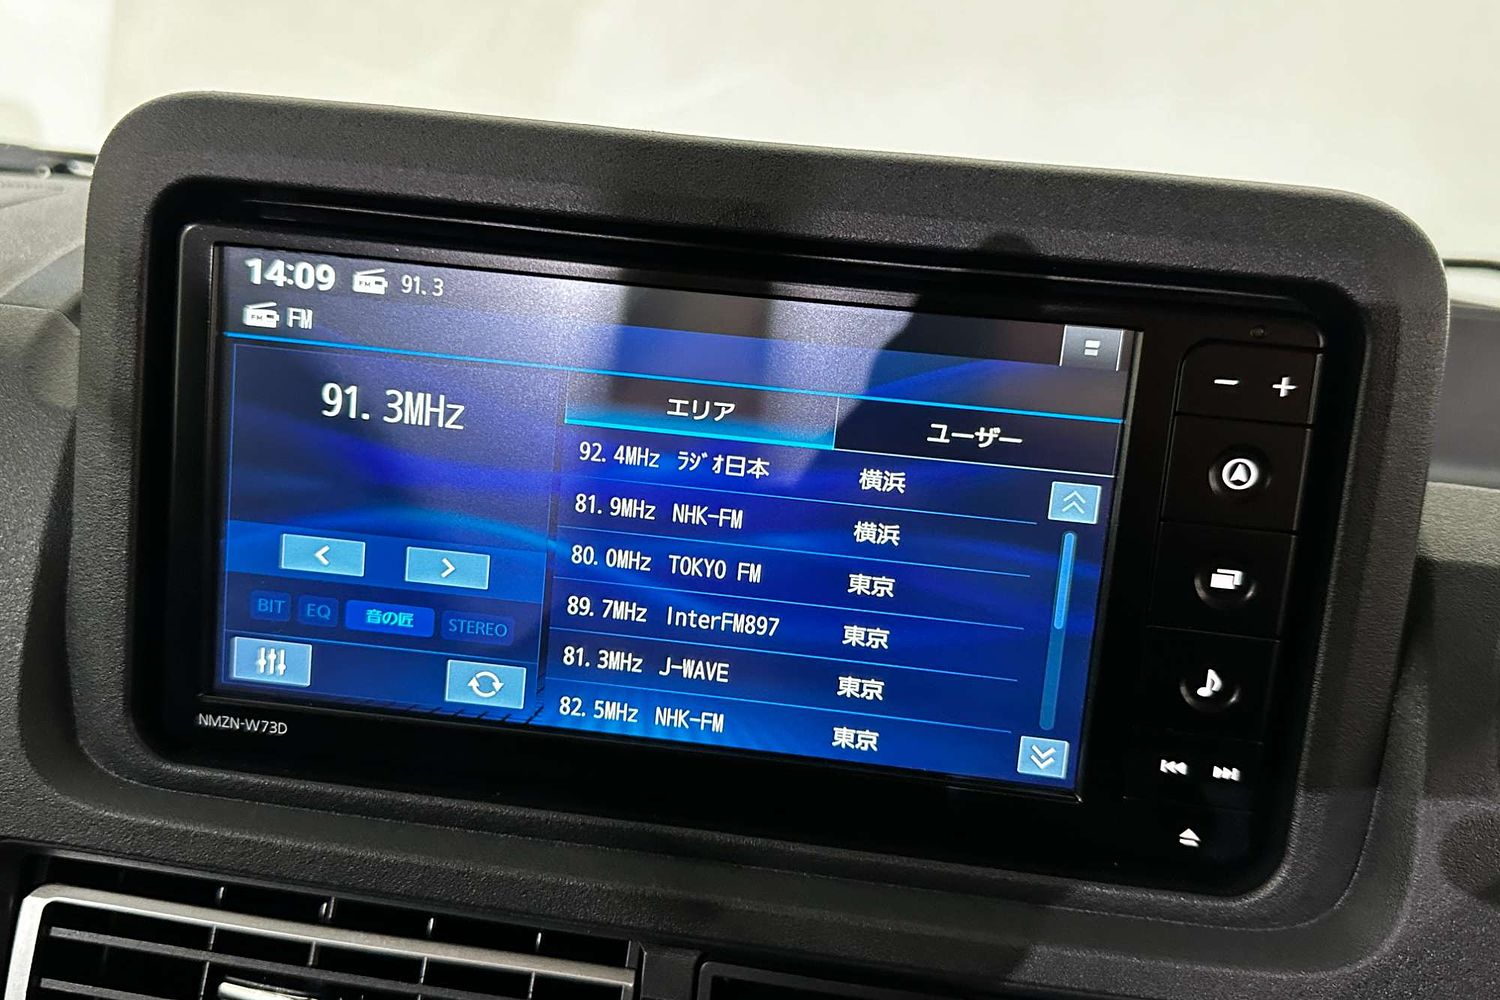 14:09 FM 91.3
FM FM
91.3MHz
エリア ユーザー
92.4MHz ラジオ日本 横浜
81.9MHz NHK-FM 横浜
80.0MHz TOKYO FM 東京
89.7MHz InterFM897 東京
81.3MHz J-WAVE 東京
82.5MHz NHK-FM 東京
BIT EQ 音の匠 STEREO
NMZN-W73D